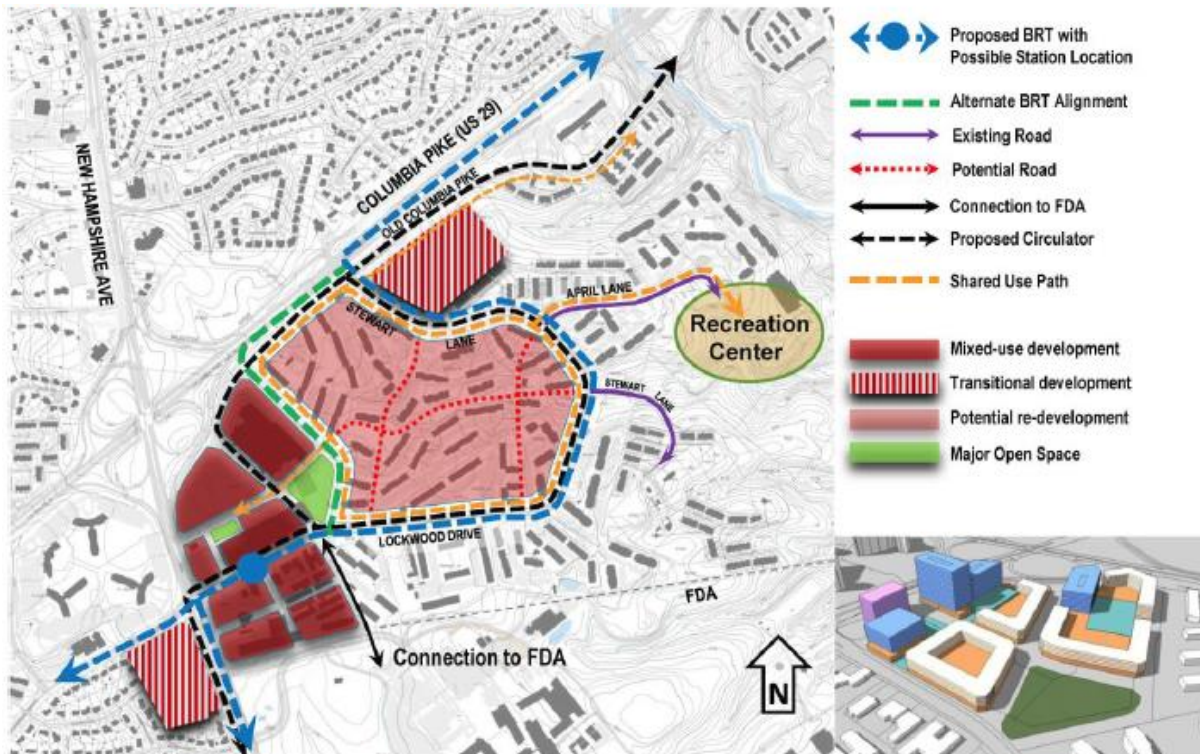 NEW HAMPSHIRE AVE
COLUMBIA PIKE (US 29)
OLD COLUMBIA PIKE
STEWART
LANE
APRIL LANE
Recreation
Center
STEWART
LANE
LOCKWOOD DRIVE
FDA
Connection to FDA
N
Proposed BRT with
Possible Station Location
Alternate BRT Alignment
Existing Road
Potential Road
Connection to FDA
Proposed Circulator
Shared Use Path
Mixed-use development
Transitional development
Potential re-development
Major Open Space